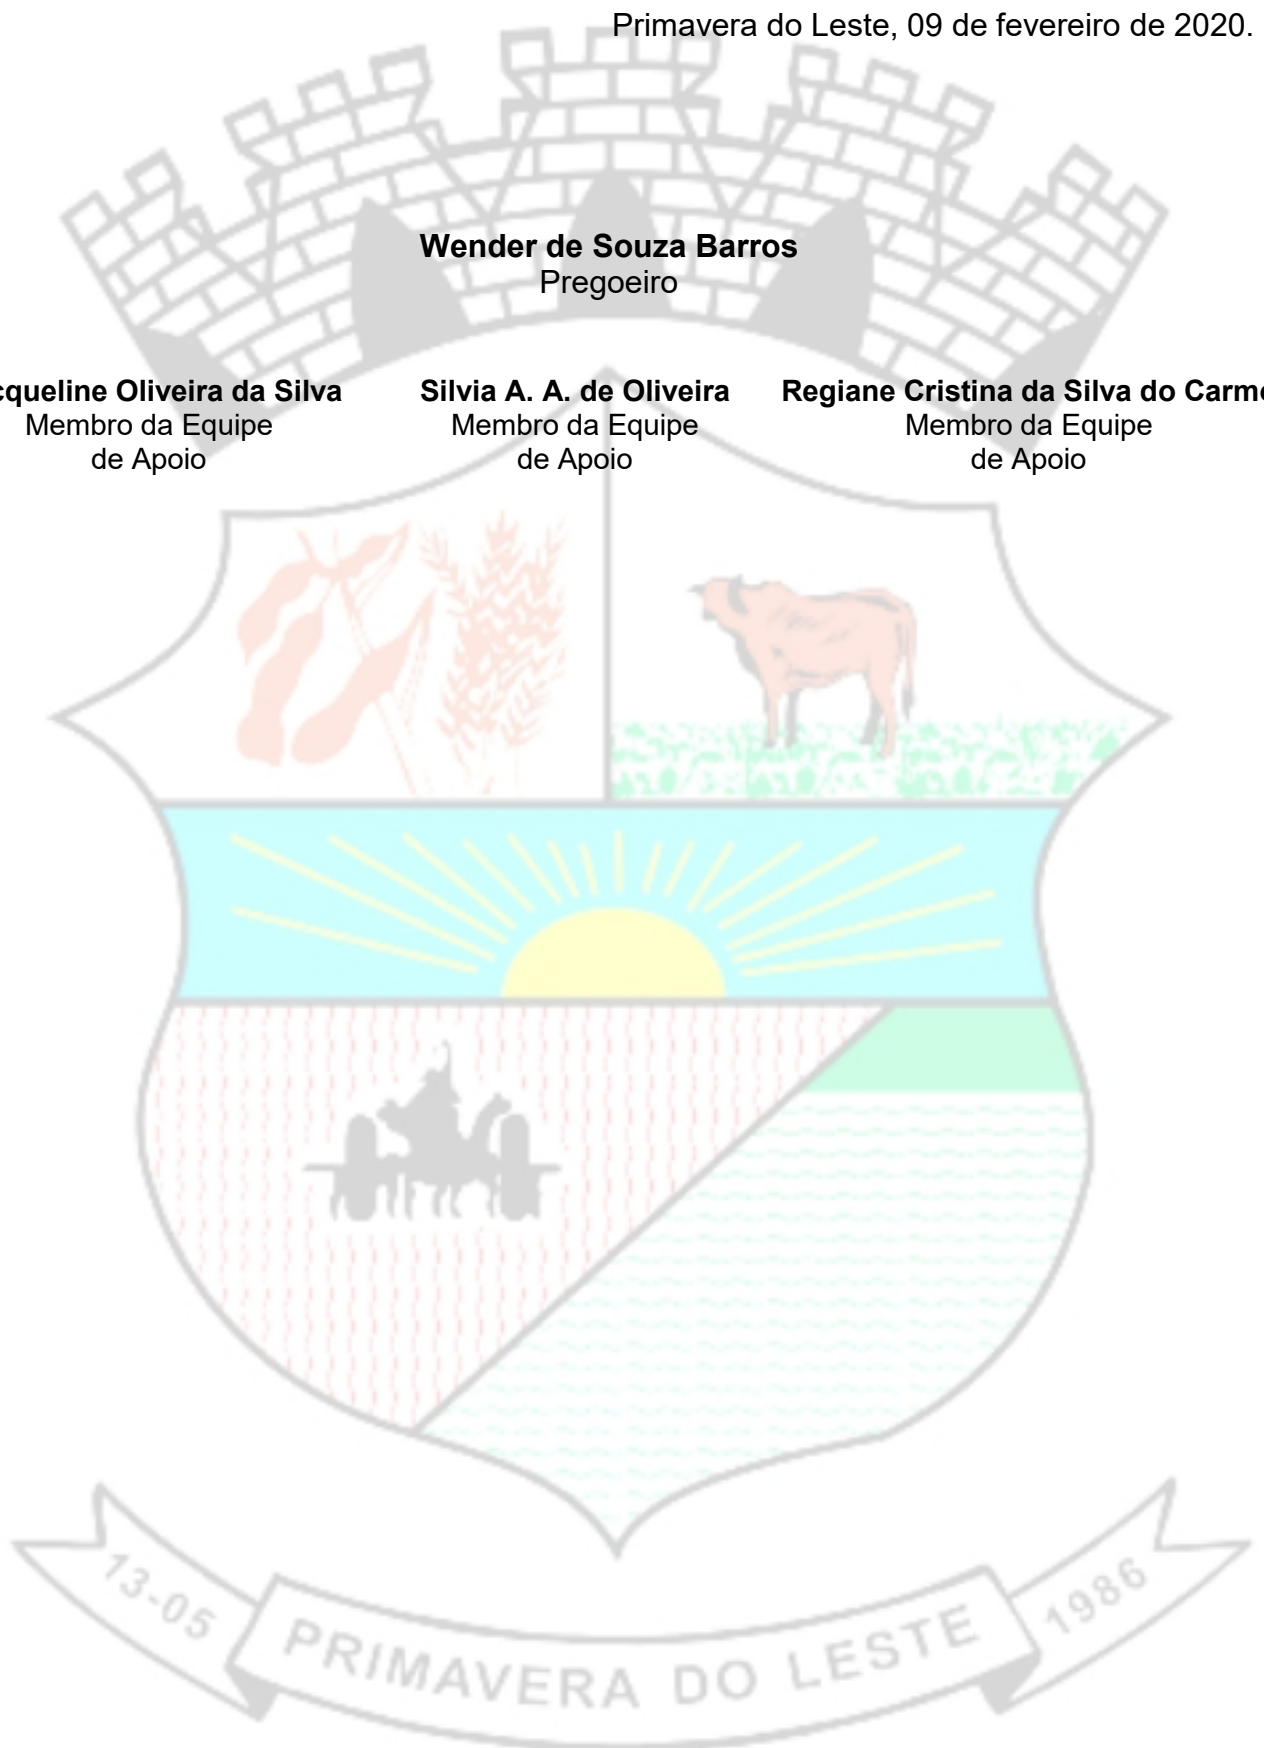 Primavera do Leste, 09 de fevereiro de 2020.
Wender de Souza Barros
Pregoeiro
cqueline Oliveira da Silva Silvia A. A. de Oliveira Regiane Cristina da Silva do Carm
Membro da Equipe Membro da Equipe Membro da Equipe
de Apoio de Apoio de Apoio
13-05 PRIMAVERA DO LESTE 1986